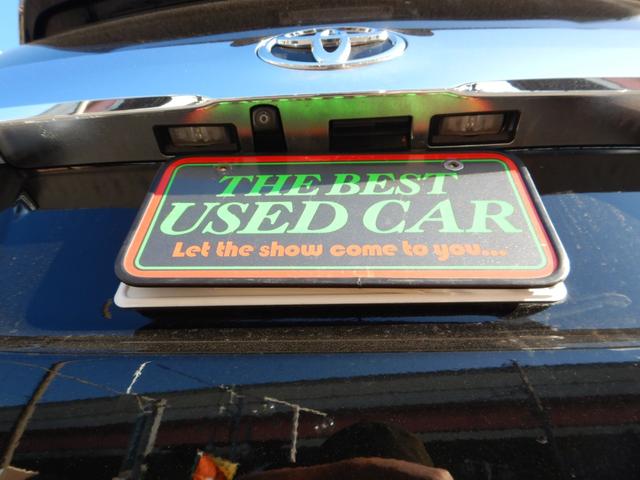 THE BEST
USED CAR
Let the show come to you...